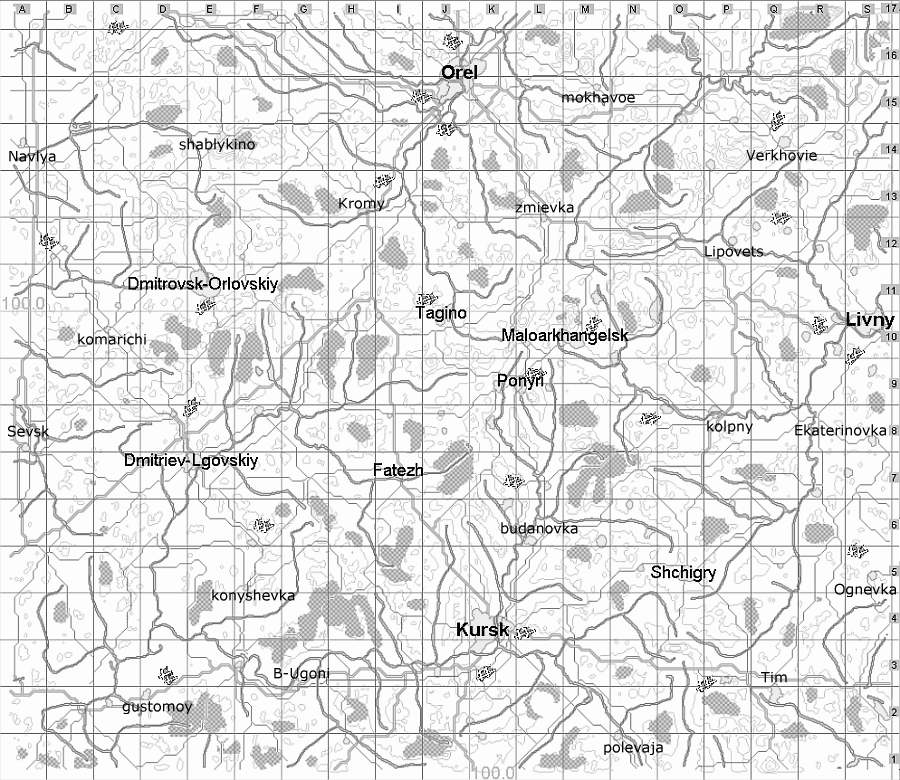 A B C D E F G H I J K L M N O P Q R S 17
16
Orel
mokhavoe
15
shablykino
Navlya
Verkhovie
14
13
Kromy
zmievka
12
Lipovets
Dmitrovsk-Orlovskiy
11
100.0
Tagino
Livny
Maloarkhangelsk
10
komarichi
Ponyri
9
kolpny
Sevsk
Ekaterinovka
8
Dmitriev-Lgovskiy
Fatezh
7
budanovka
6
Shchigry
5
Ognevka
konyshevka
4
Kursk
3
B-Ugoni
Tim
gustomoy
2
polevaja
1
100.0